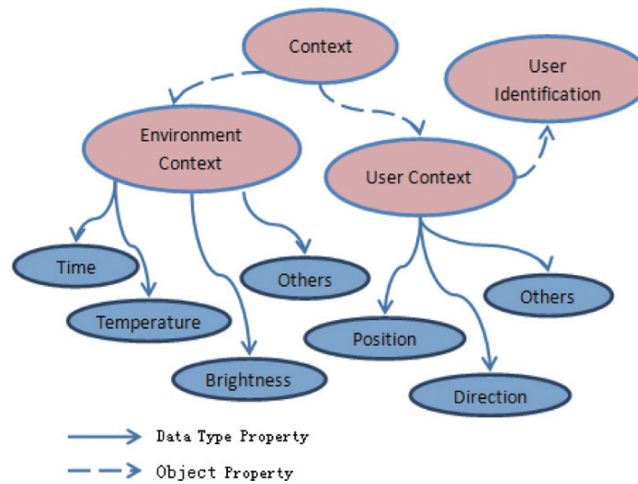 Context
User
Identification
Environment
Context
User Context
Time
Others
Others
Temperature
Position
Brightness
Direction
Data Type Property
Object Property